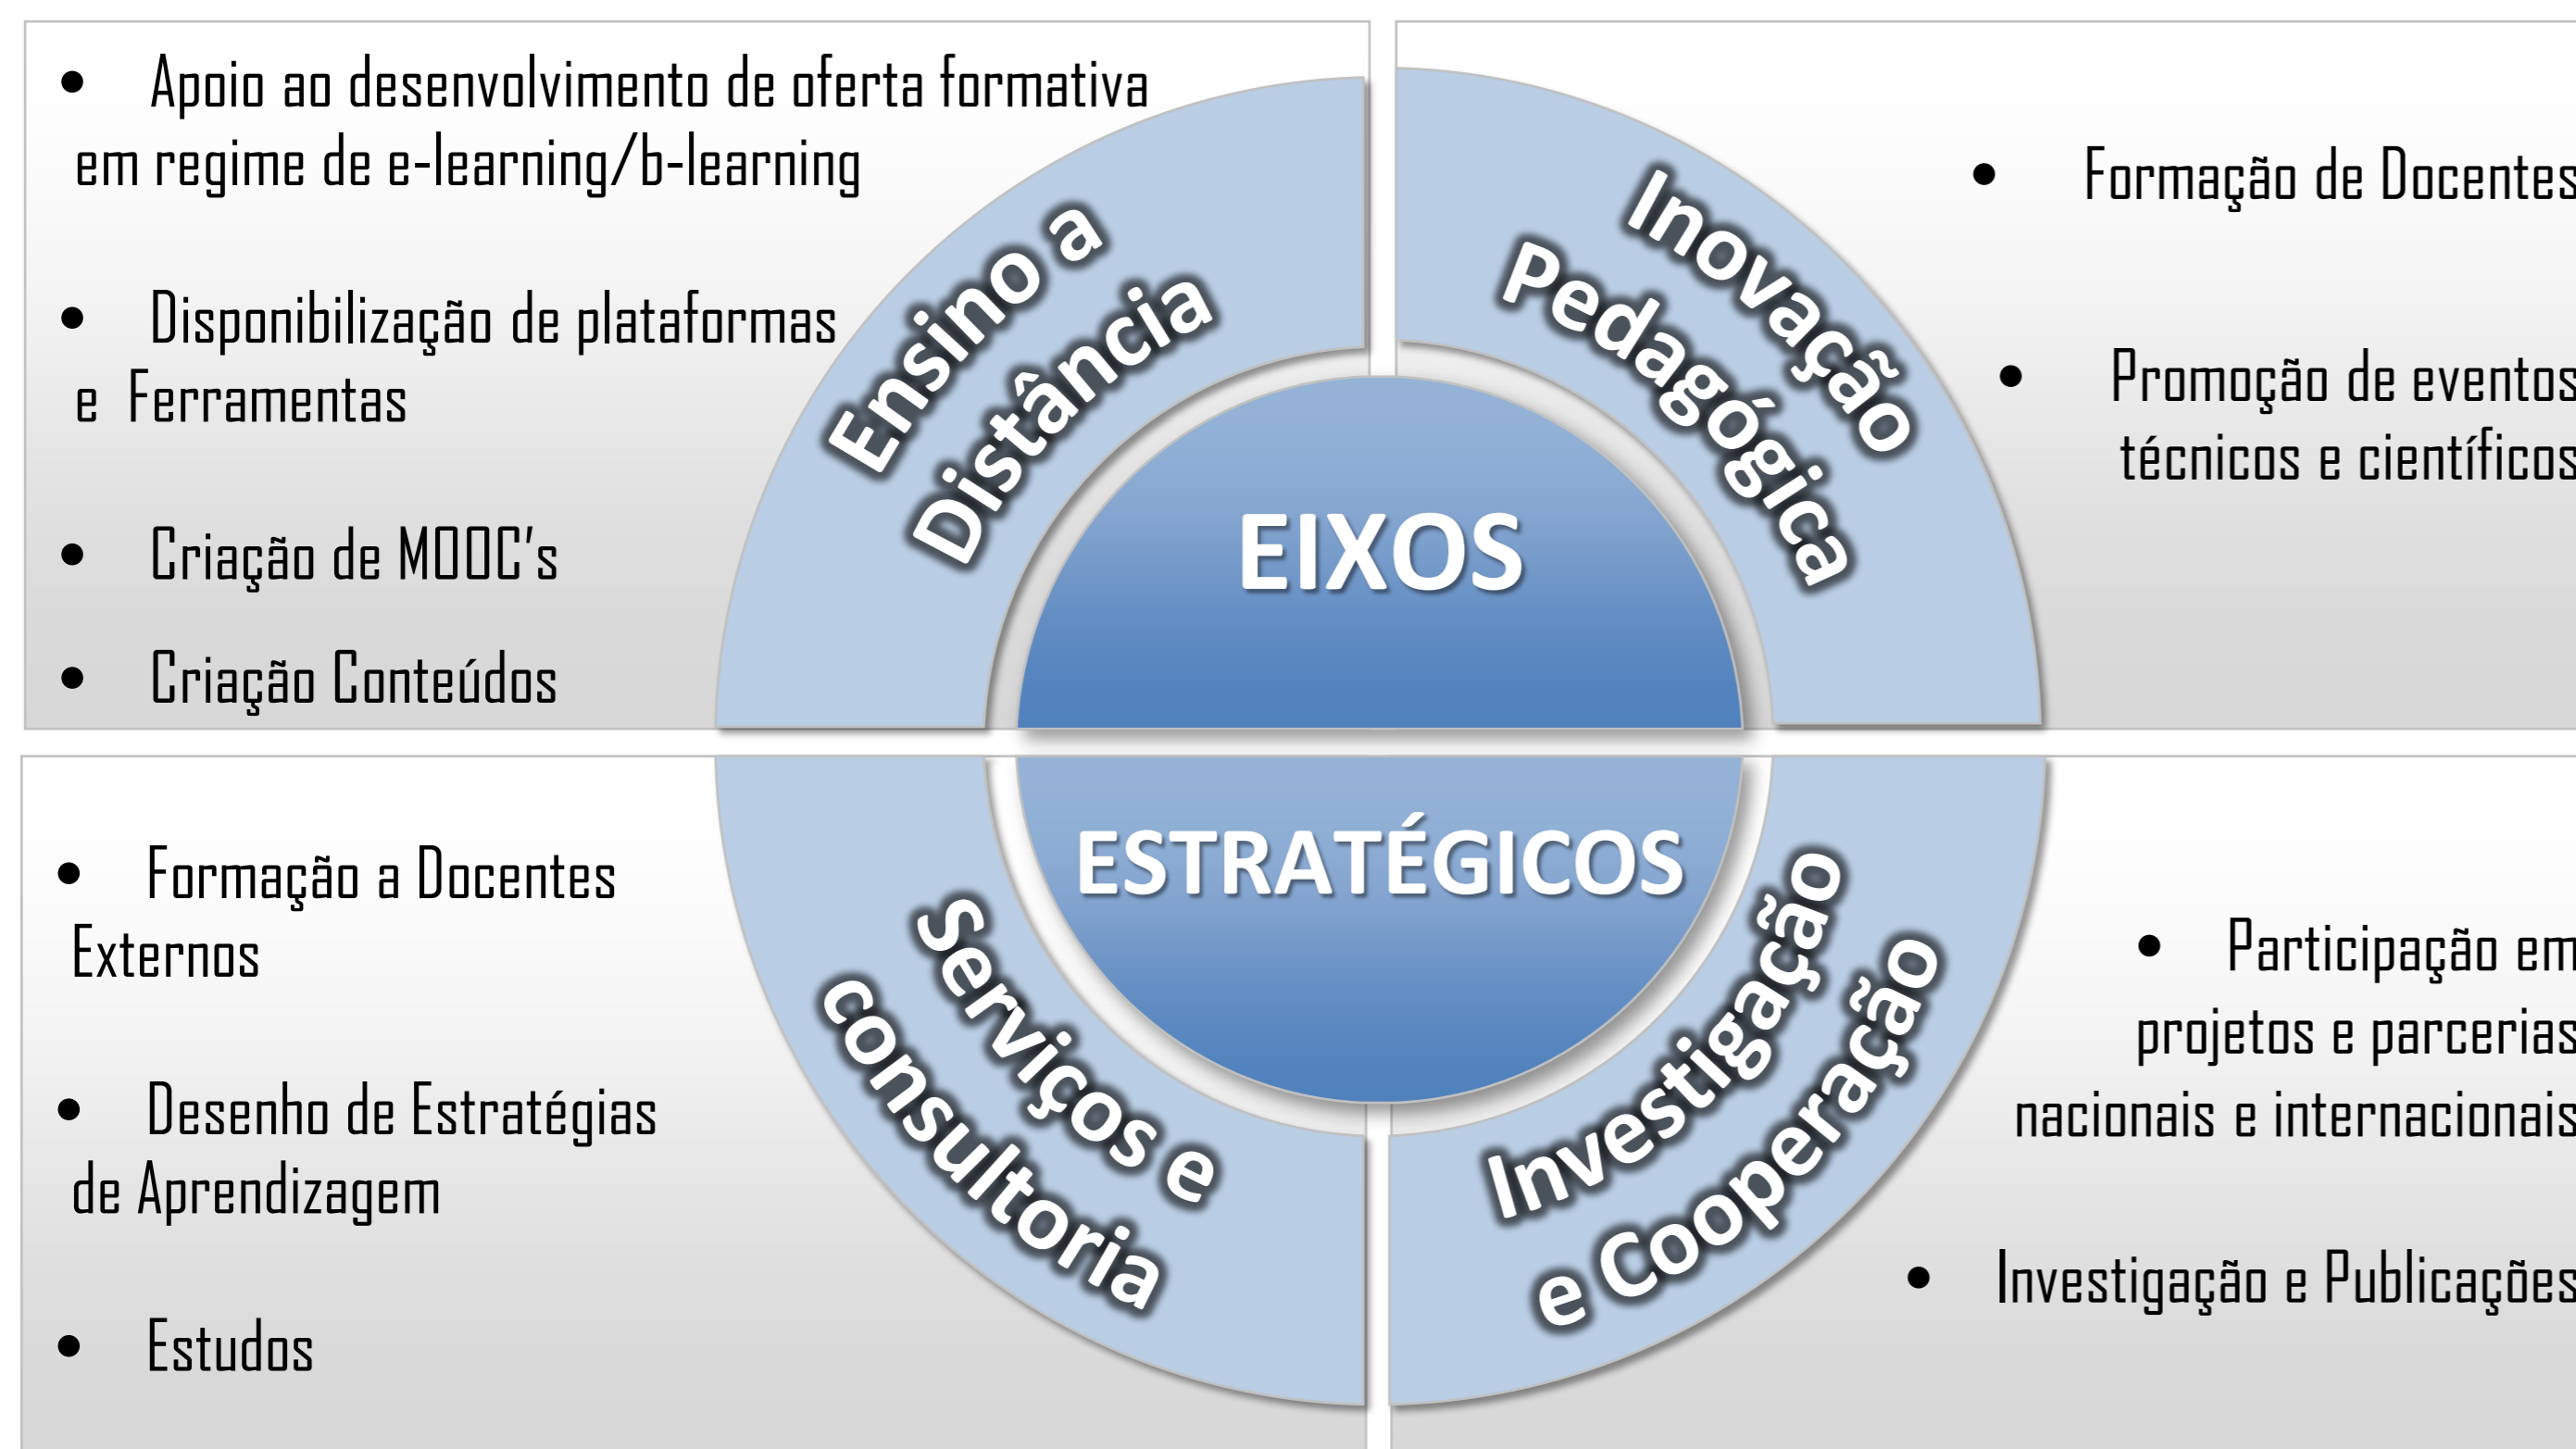 • Apoio ao desenvolvimento de oferta formativa
em regime de e-learning/b-learning
• Disponibilização de plataformas
e Ferramentas
• Criação de MOOC's
• Criação Conteúdos
Ensino a
Distância
Inovação
Pedagógica
• Formação de Docentes
• Promoção de eventos
técnicos e científicos
EIXOS
ESTRATÉGICOS
• Formação a Docentes
Externos
• Desenho de Estratégias
de Aprendizagem
• Estudos
Serviços e
consultoria
Investigação
e Cooperação
• Participação em
projetos e parcerias
nacionais e internacionais
• Investigação e Publicações